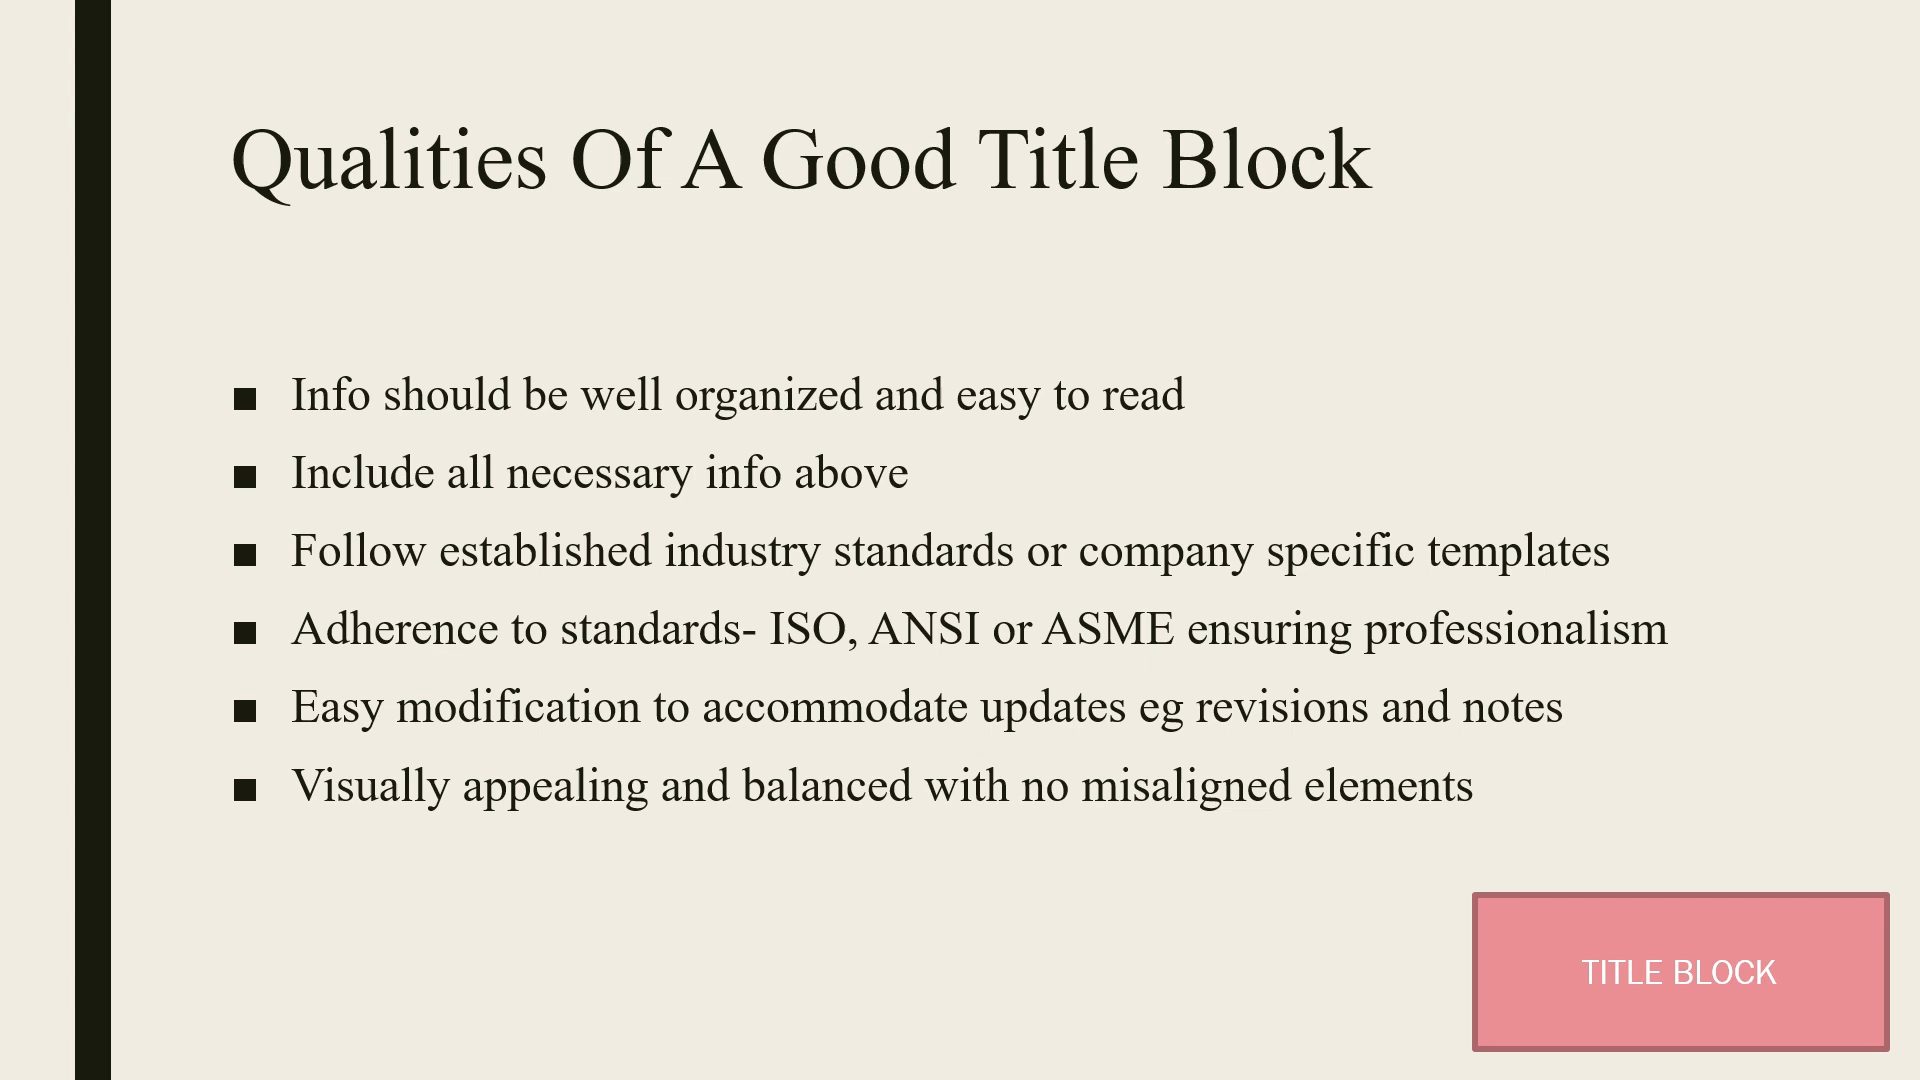 Qualities Of A Good Title Block
■ Info should be well organized and easy to read
■ Include all necessary info above
■ Follow established industry standards or company specific templates
■ Adherence to standards- ISO, ANSI or ASME ensuring professionalism
■ Easy modification to accommodate updates eg revisions and notes
■ Visually appealing and balanced with no misaligned elements
TITLE BLOCK